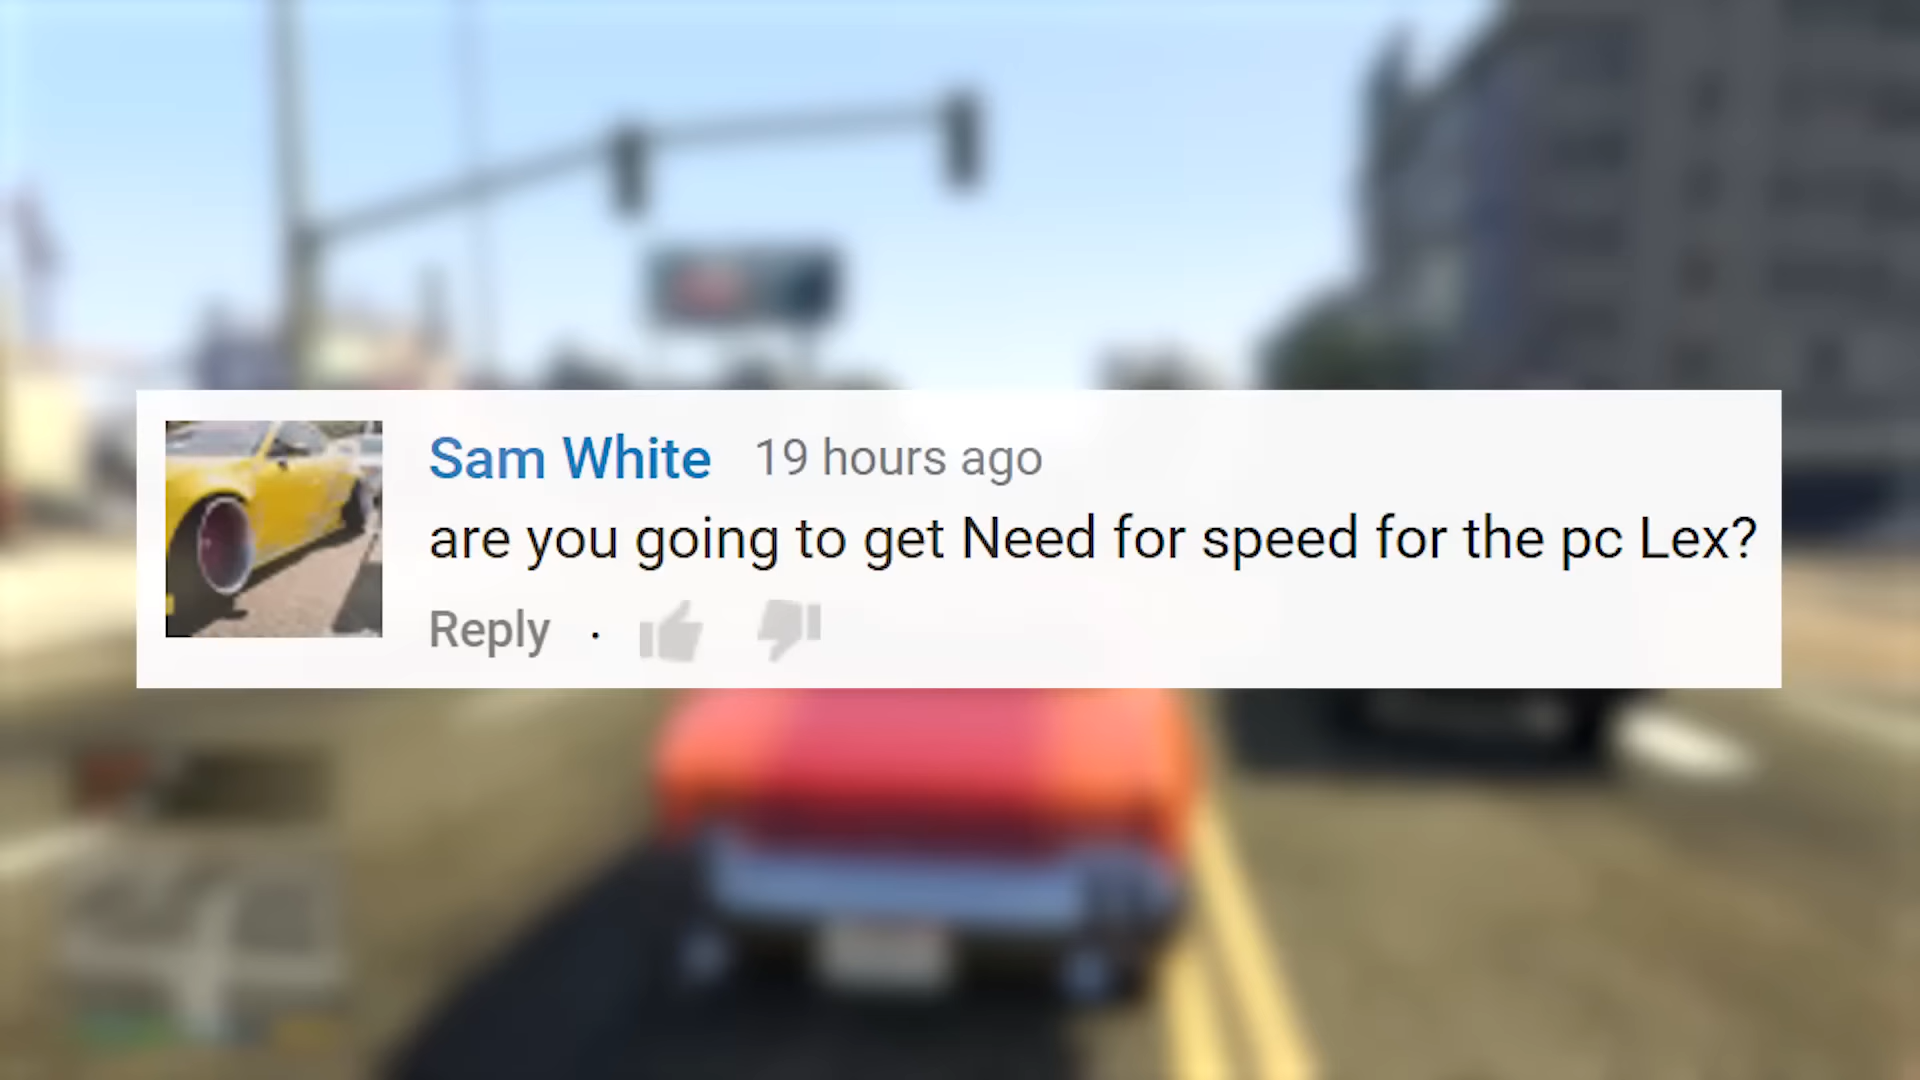 Sam White 19 hours ago
are you going to get Need for speed for the pc Lex?
Reply ·